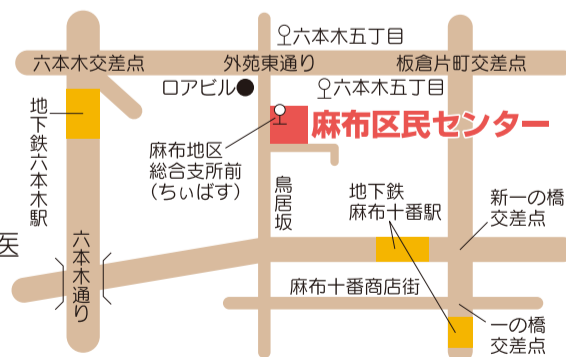 六本木五丁目
六本木交差点
外苑東通り
板倉片町交差点
ロアビル
六本木五丁目
麻布区民センター
地下鉄六本木駅
麻布地区
総合支所前
(ちぃばす)
鳥居坂
地下鉄
麻布十番駅
新一の橋
交差点
医
六本木通り
麻布十番商店街
一の橋
交差点